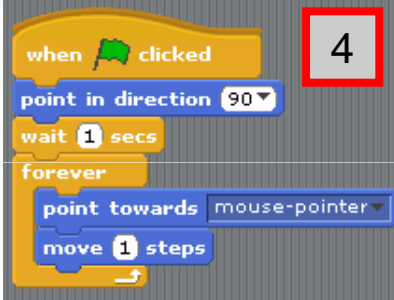 4
when clicked
point in direction 90
wait 1 secs
forever
point towards mouse-pointer
move 1 steps